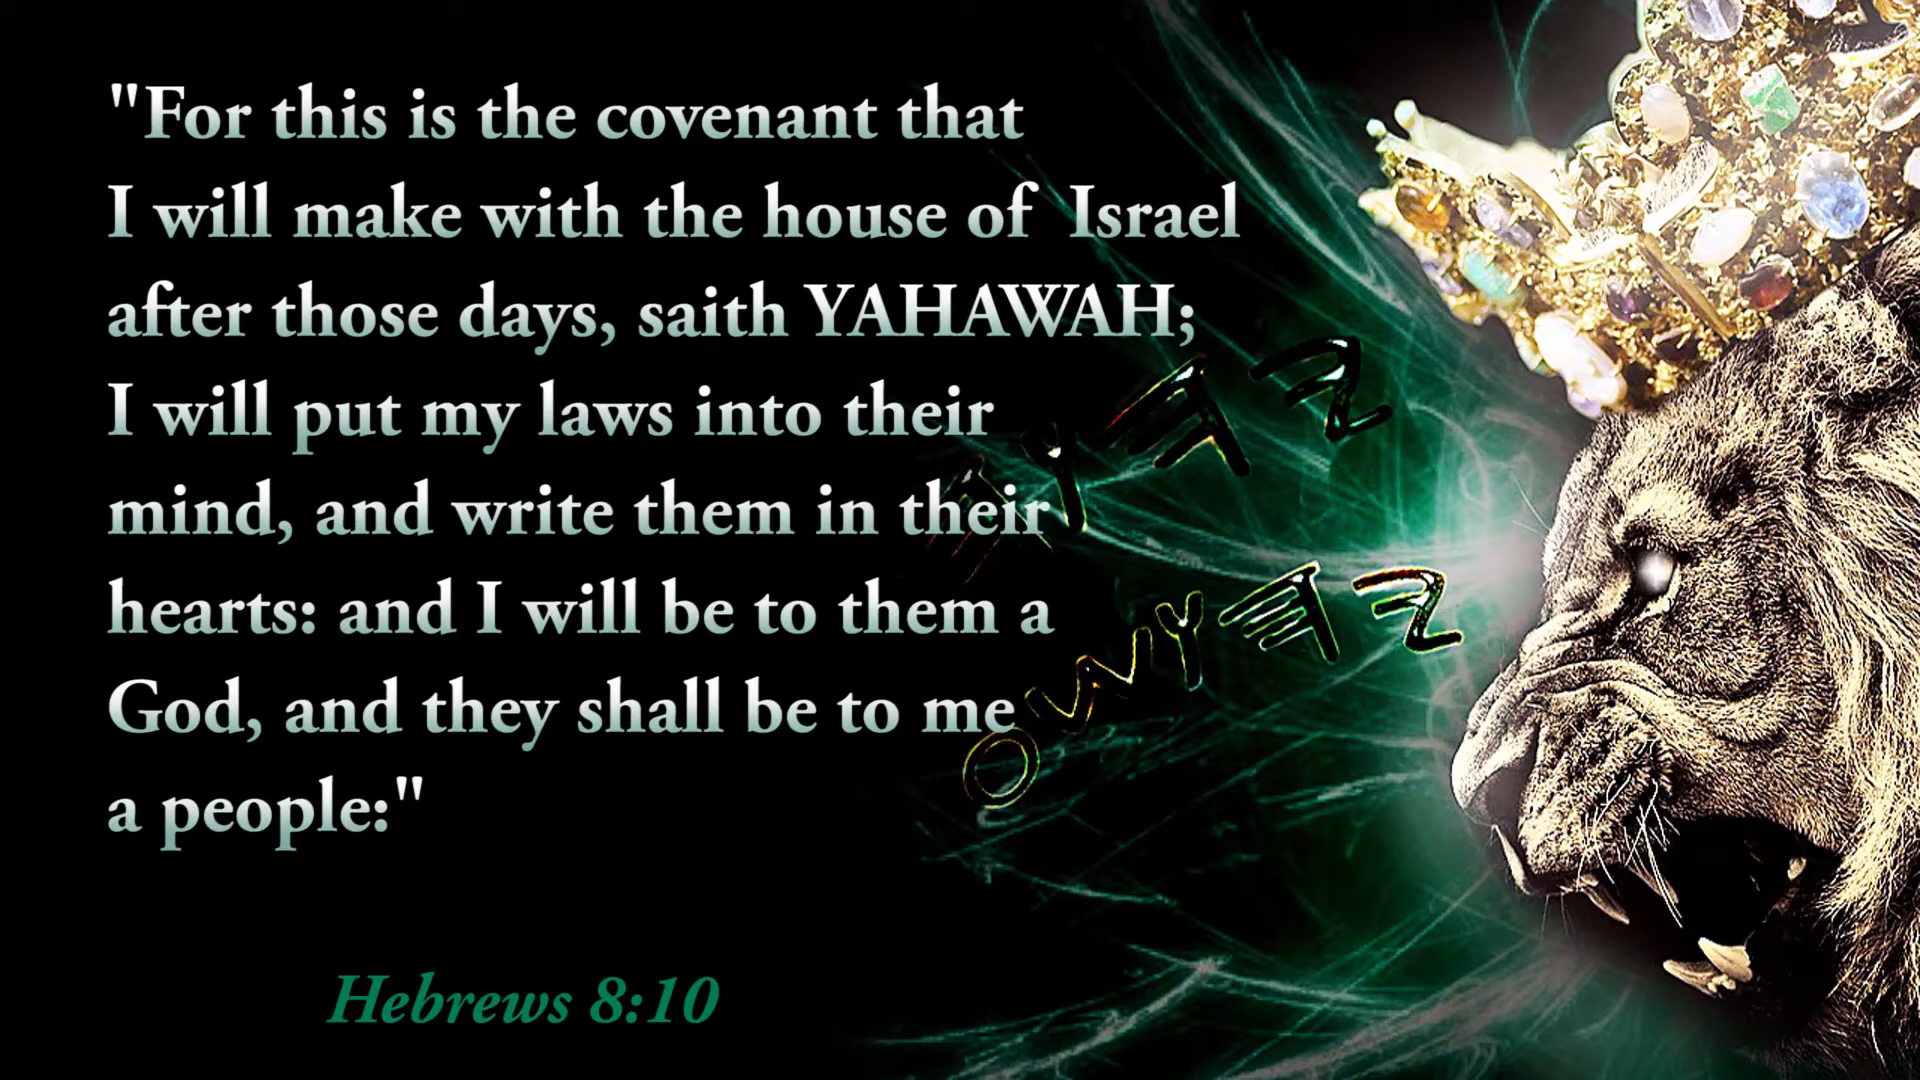 "For this is the covenant that
I will make with the house of Israel
after those days, saith YAHAWAH;
I will put my laws into their
mind, and write them in their
hearts: and I will be to them a
God, and they shall be to me
a people:"
𐤉𐤄𐤅𐤄
𐤉𐤄𐤅𐤔𐤏
Hebrews 8:10